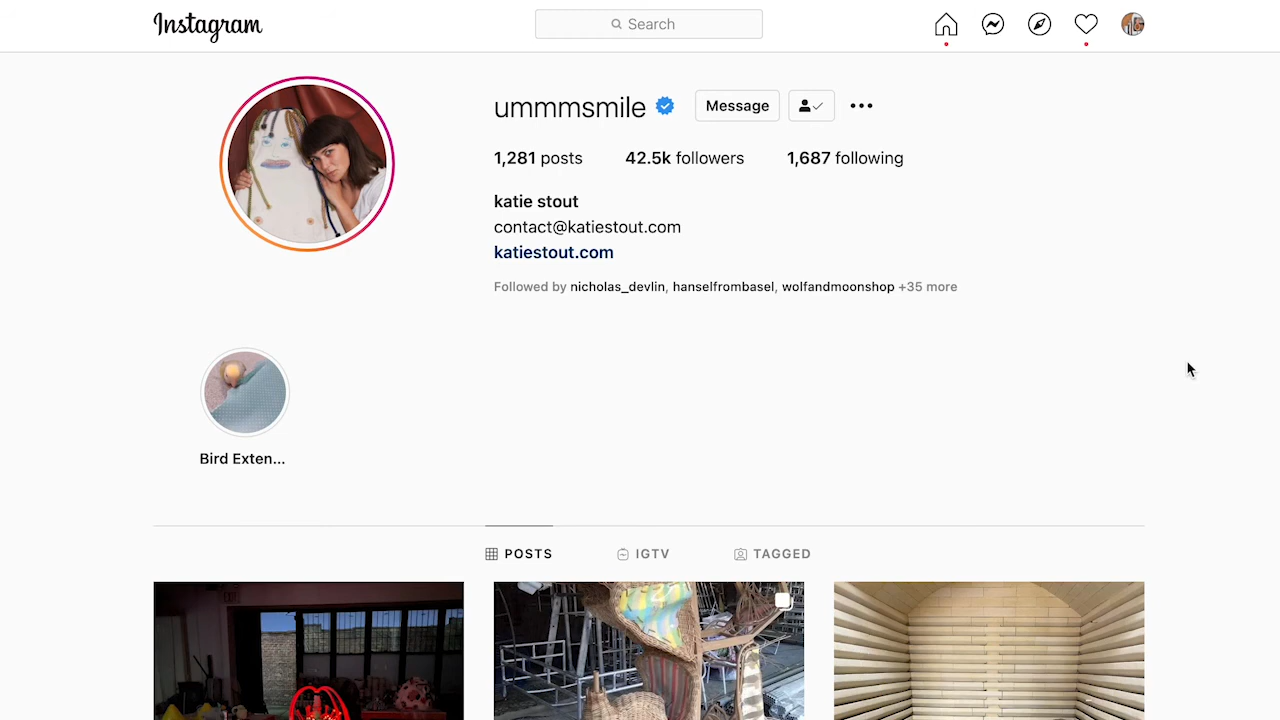 Instagram
Search
ummmsmile
Message
1,281 posts
42.5k followers
1,687 following
katie stout
contact@katiestout.com
katiestout.com
Followed by nicholas_devlin, hanselfrombasel, wolfandmoonshop +35 more
Bird Exten...
POSTS
IGTV
TAGGED
EXIT